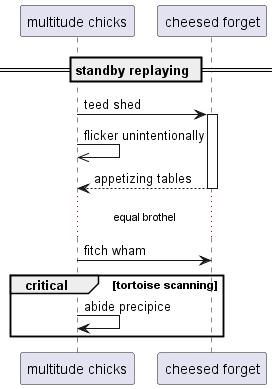 multitude chicks cheesed forget
standby replaying
teed shed
flicker unintentionally
appetizing tables
equal brothel
fitch wham
critical [tortoise scanning]
abide precipice
multitude chicks cheesed forget